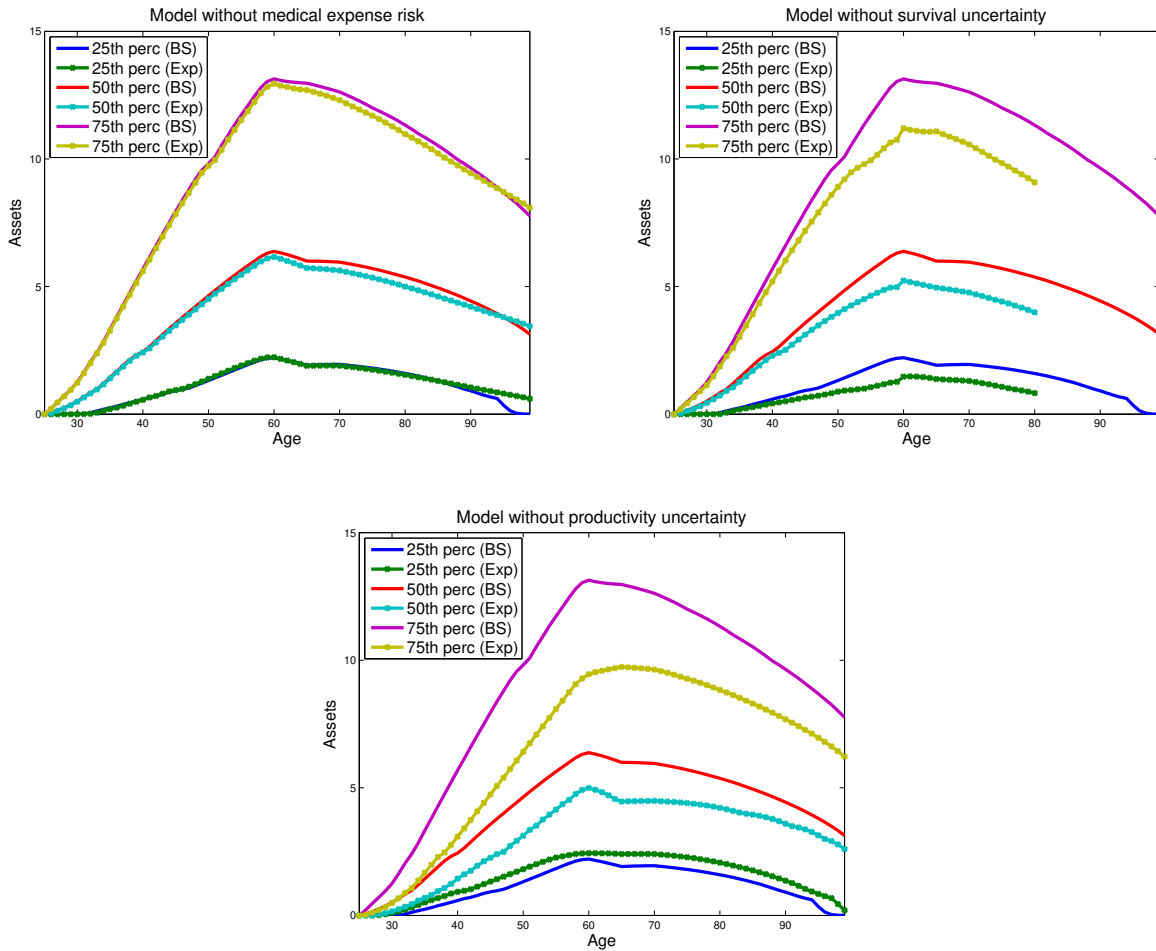 Model without medical expense risk
15
10
5
0
Assets
25th perc (BS)
25th perc (Exp)
50th perc (BS)
50th perc (Exp)
75th perc (BS)
75th perc (Exp)
30 40 50 60 70 80 90
Age
Model without survival uncertainty
15
10
5
0
Assets
25th perc (BS)
25th perc (Exp)
50th perc (BS)
50th perc (Exp)
75th perc (BS)
75th perc (Exp)
30 40 50 60 70 80 90
Age
Model without productivity uncertainty
15
10
5
0
Assets
25th perc (BS)
25th perc (Exp)
50th perc (BS)
50th perc (Exp)
75th perc (BS)
75th perc (Exp)
30 40 50 60 70 80 90
Age